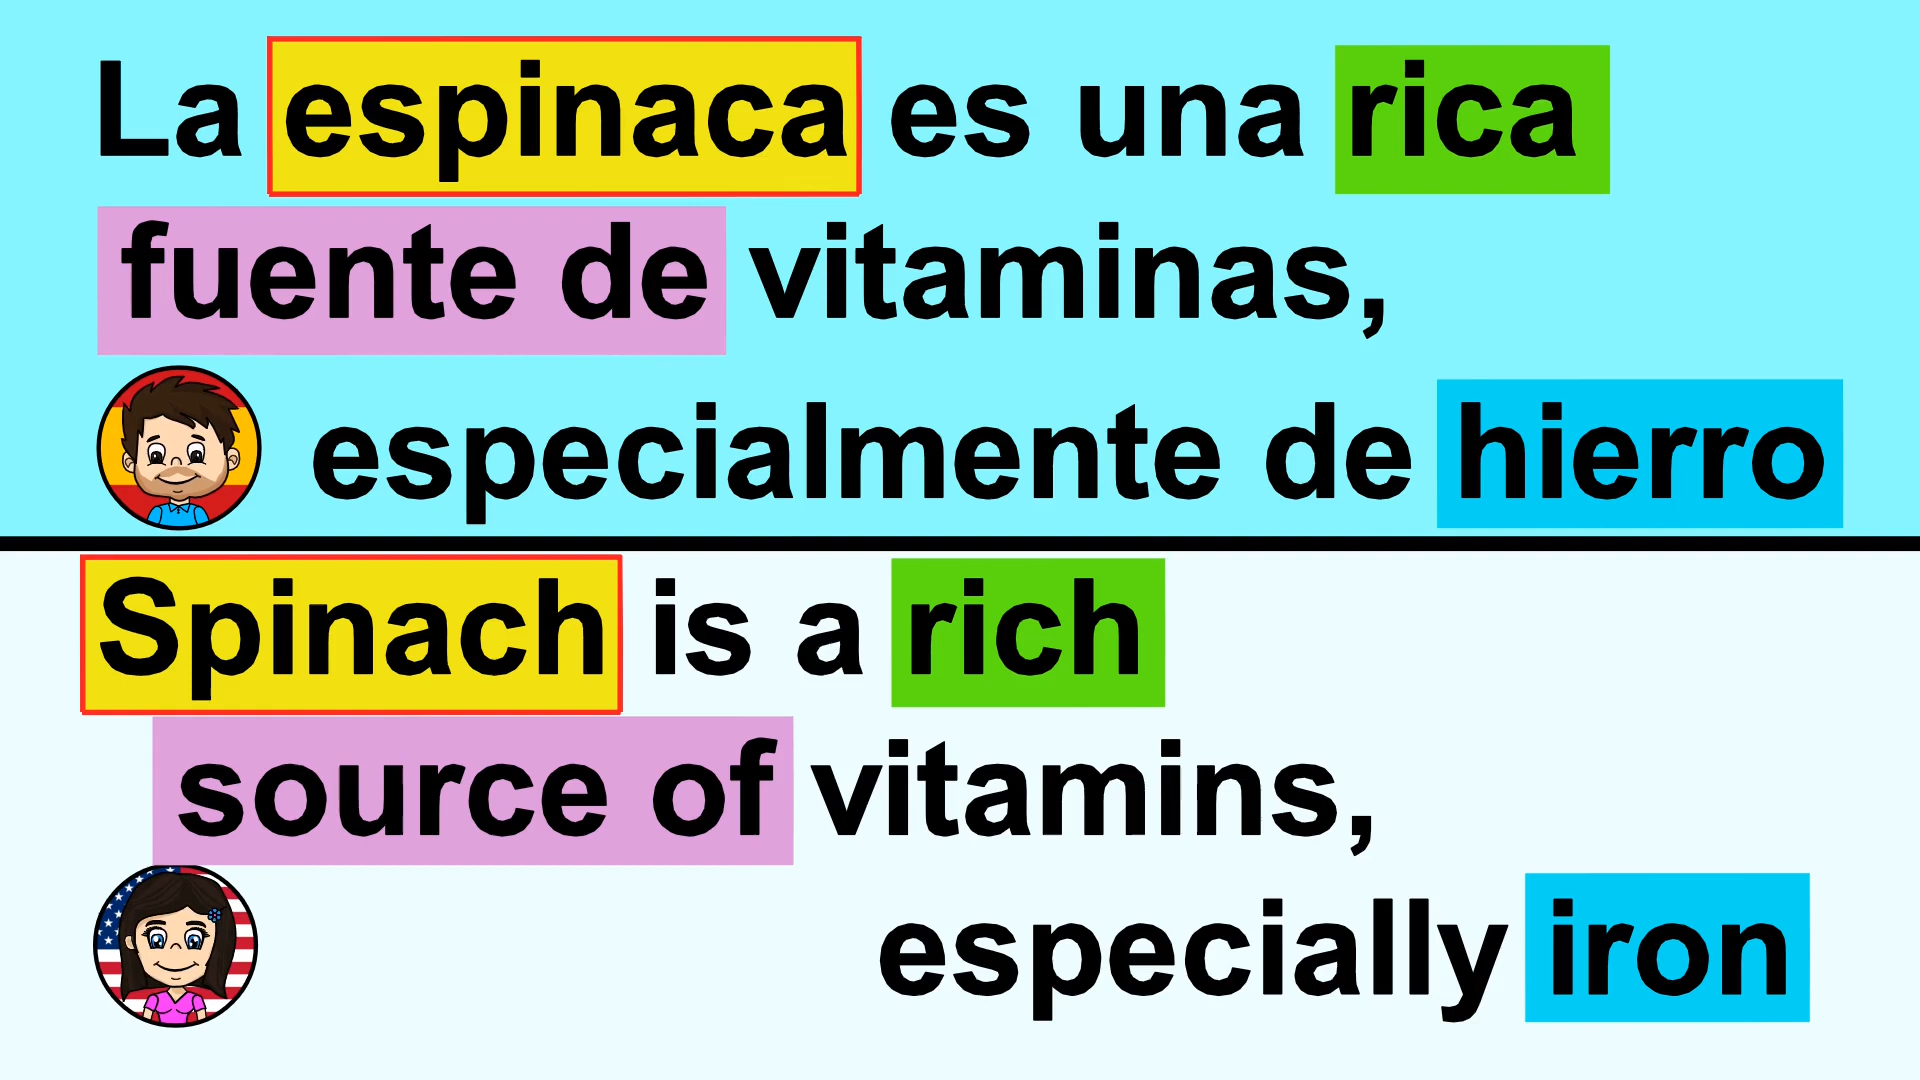 La espinaca es una rica
fuente de vitaminas,
especialmente de hierro
Spinach is a rich
source of vitamins,
especially iron